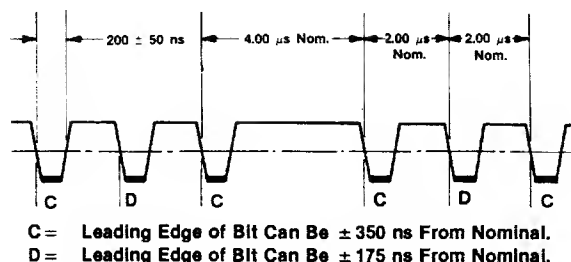 200 ± 50 ns
4.00 μs Nom.
2.00 μs Nom.
2.00 μs Nom.
C D C C D C
C = Leading Edge of Bit Can Be ± 350 ns From Nominal.
D = Leading Edge of Bit Can Be ± 175 ns From Nominal.